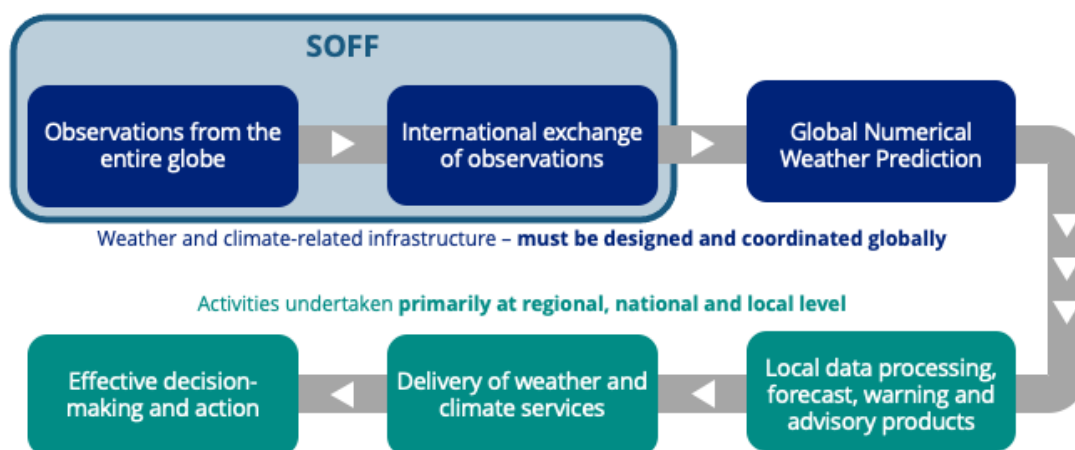 SOFF
Observations from the
entire globe
International exchange
of observations
Global Numerical
Weather Prediction
Weather and climate-related infrastructure – must be designed and coordinated globally
Activities undertaken primarily at regional, national and local level
Effective decision-
making and action
Delivery of weather and
climate services
Local data processing,
forecast, warning and
advisory products